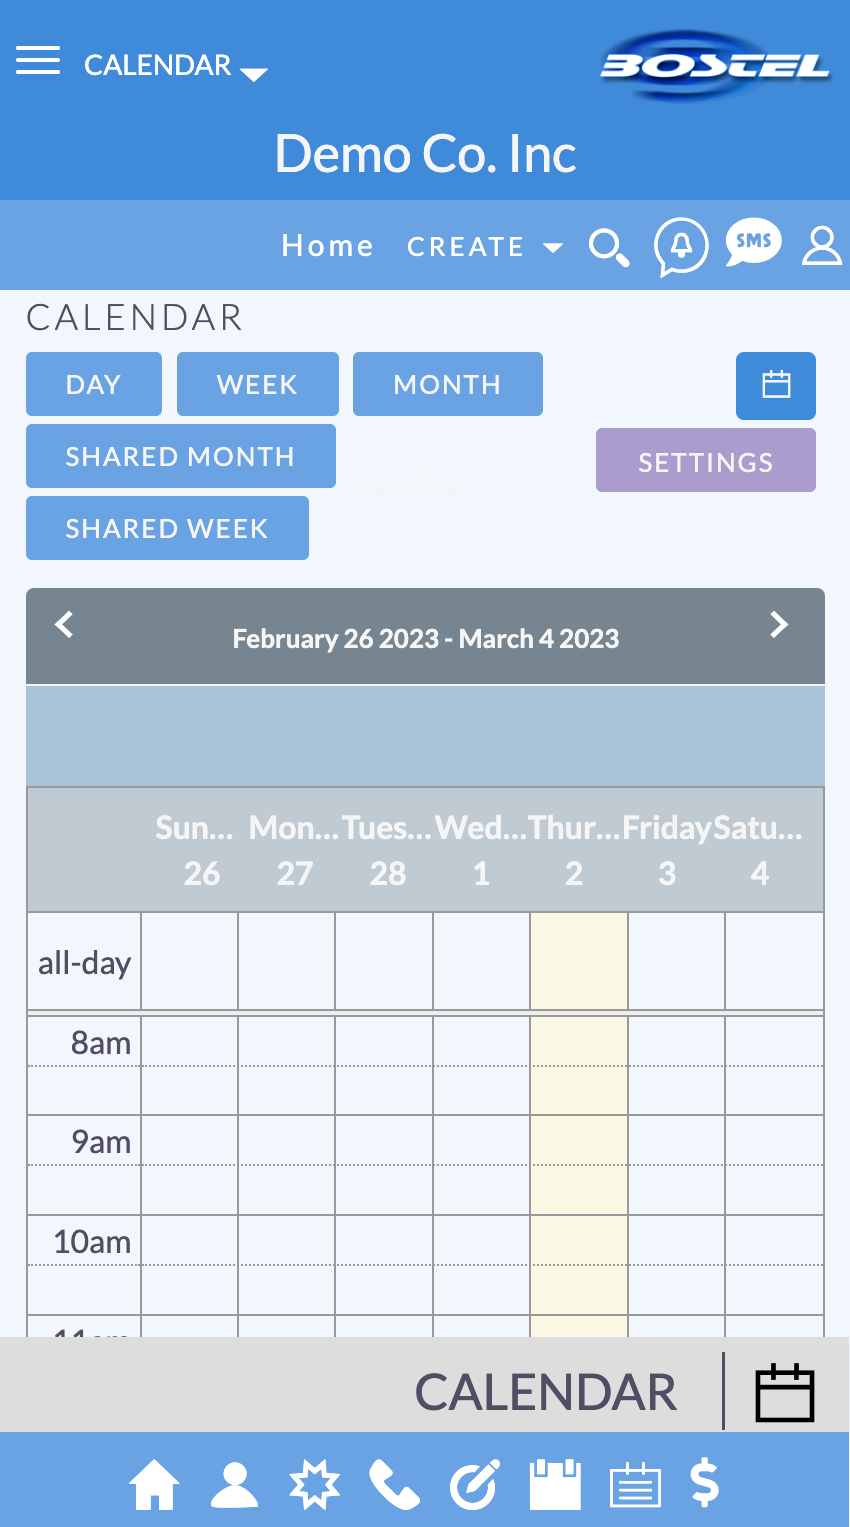 CALENDAR
BOSTEL
Demo Co. Inc
Home CREATE SMS
CALENDAR
DAY WEEK MONTH
SHARED MONTH
SETTINGS
SHARED WEEK
February 26 2023 - March 4 2023
Sun... Mon... Tues... Wed... Thur... Friday Satu...
26 27 28 1 2 3 4
all-day
8am
9am
10am
11am
CALENDAR
$